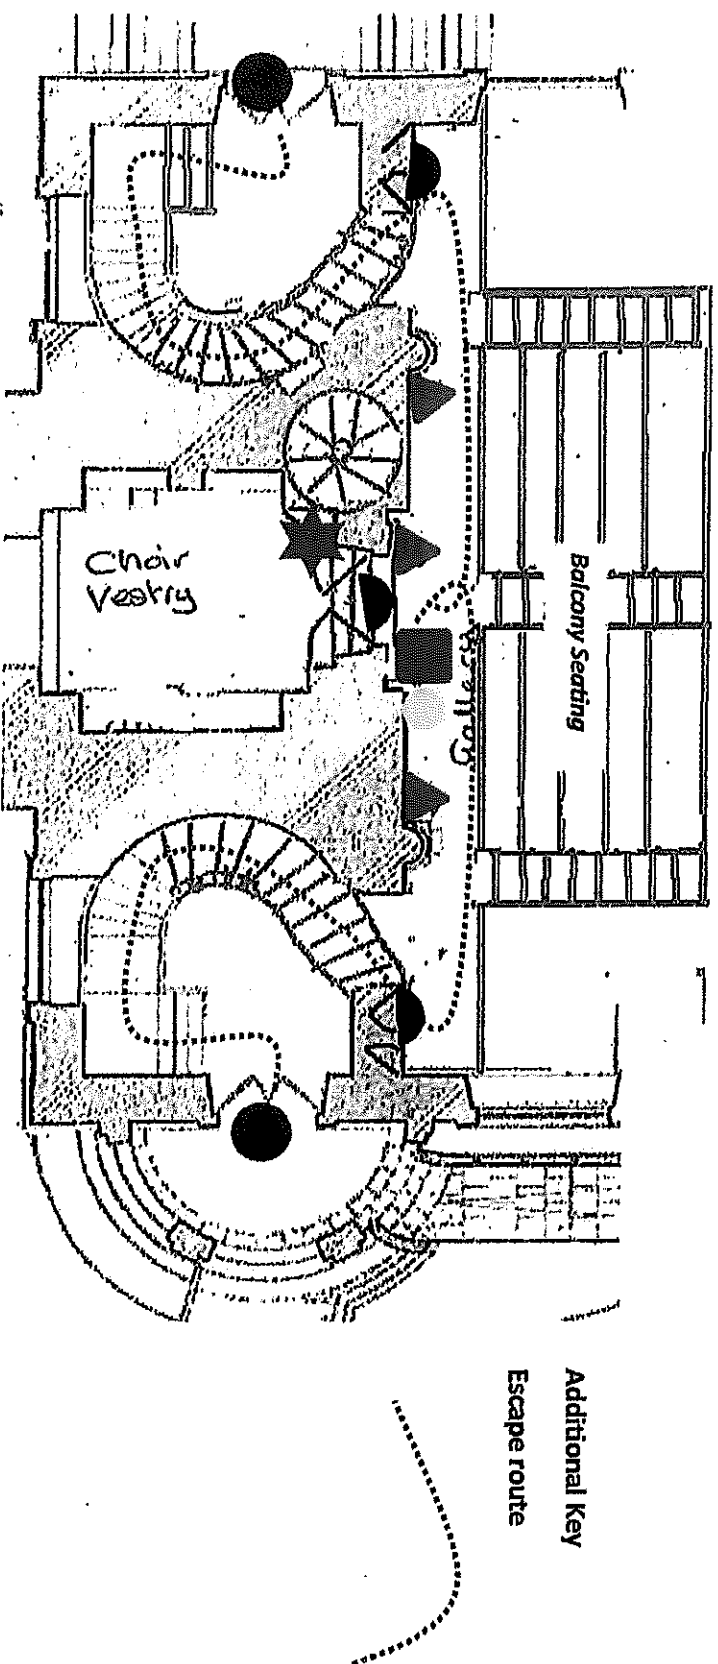 Balcony Seating
Gallery
Choir
Vestry
Additional Key
Escape route